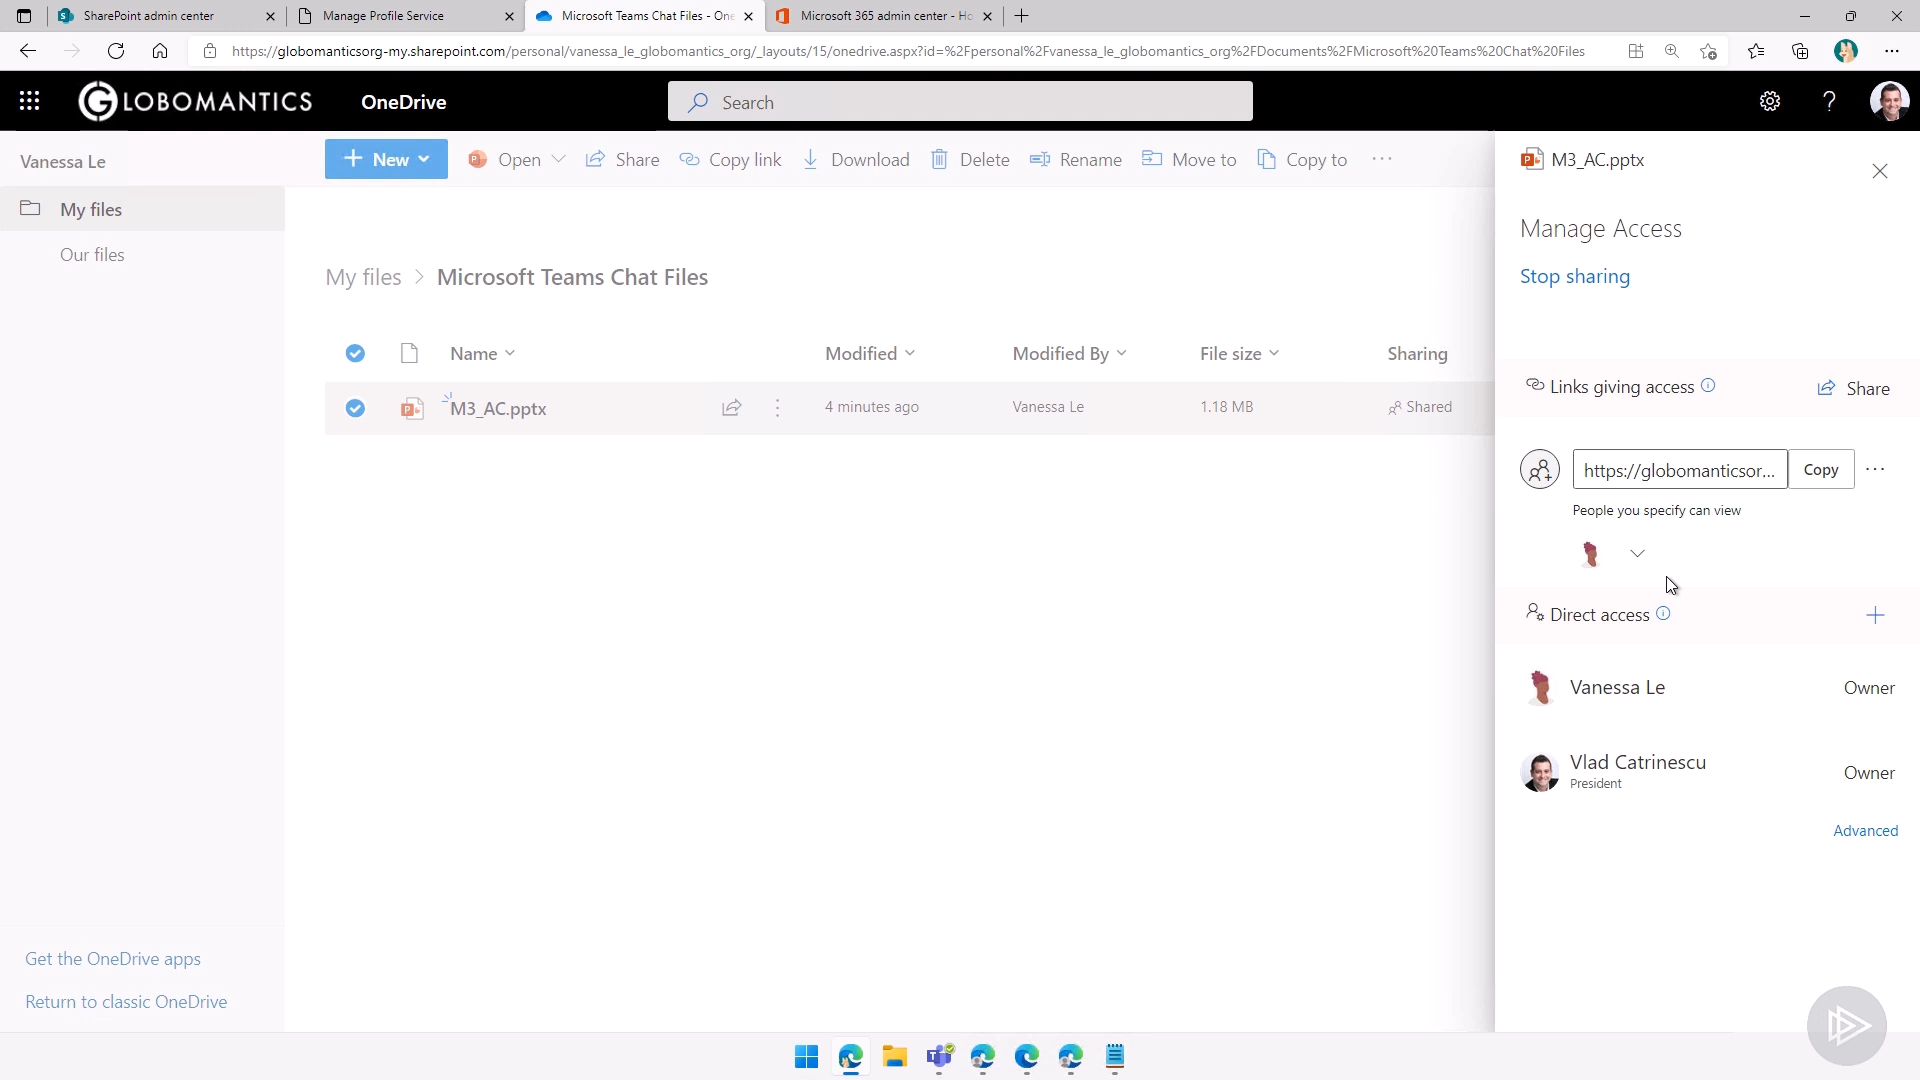 SharePoint admin center
Manage Profile Service
Microsoft Teams Chat Files - One
Microsoft 365 admin center - Ho
https://globomanticsorg-my.sharepoint.com/personal/vanessa_le_globomantics_org/_layouts/15/onedrive.aspx?id=%2Fpersonal%2Fvanessa_le_globomantics_org%2FDocuments%2FMicrosoft%20Teams%20Chat%20Files
GLOBOMANTICS
OneDrive
Search
Vanessa Le
My files
Our files
Get the OneDrive apps
Return to classic OneDrive
New
Open
Share
Copy link
Download
Delete
Rename
Move to
Copy to
My files > Microsoft Teams Chat Files
Name
Modified
Modified By
File size
Sharing
M3_AC.pptx
4 minutes ago
Vanessa Le
1.18 MB
Shared
M3_AC.pptx
Manage Access
Stop sharing
Links giving access
Share
https://globomanticsor...
Copy
People you specify can view
Direct access
Vanessa Le
Owner
Vlad Catrinescu
President
Owner
Advanced